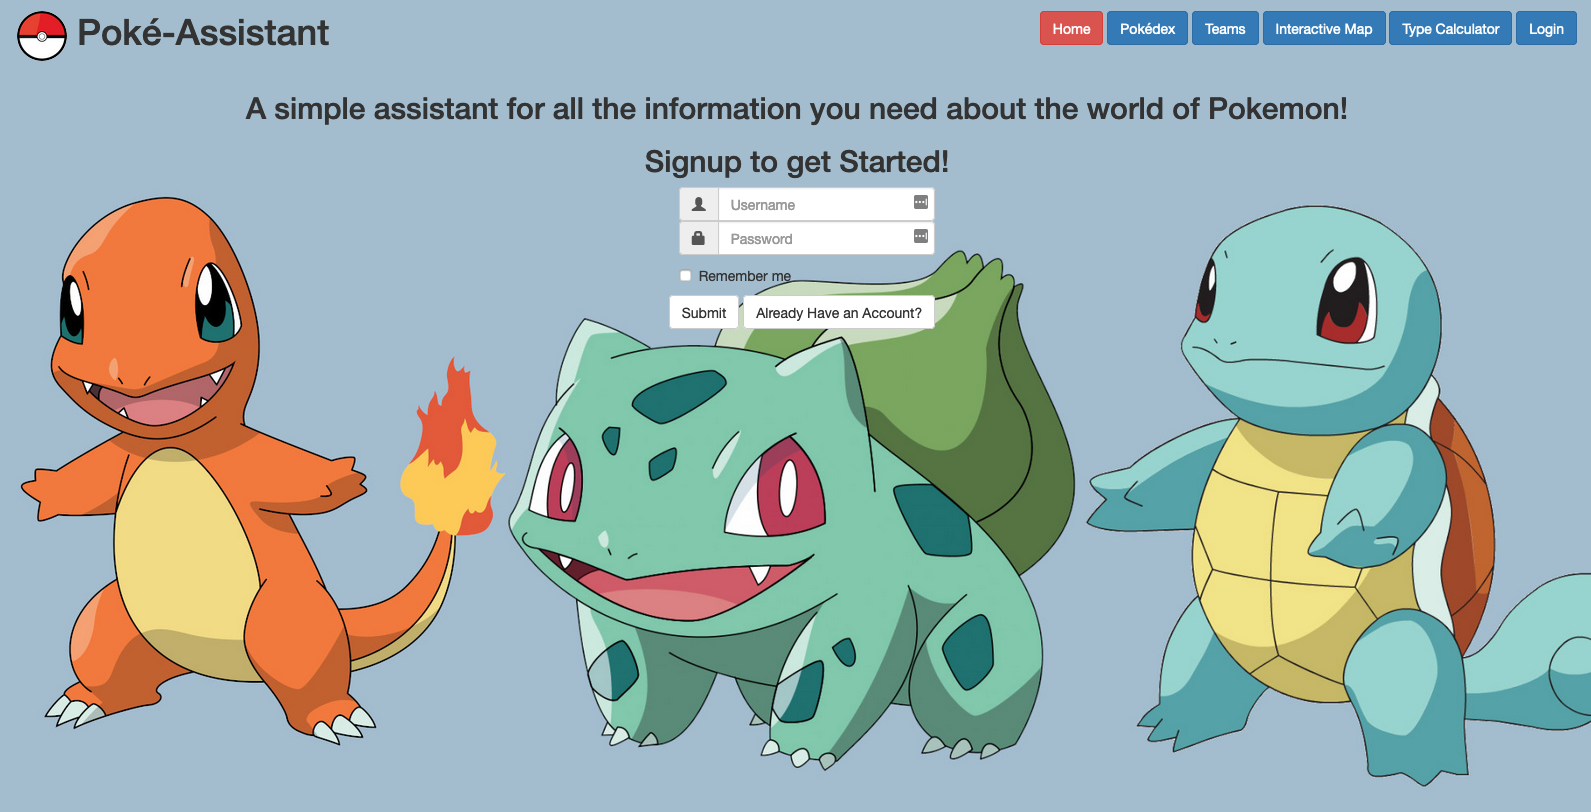 Poké-Assistant
Home Pokédex Teams Interactive Map Type Calculator Login
A simple assistant for all the information you need about the world of Pokemon!
Signup to get Started!
Username
Password
Remember me
Submit Already Have an Account?